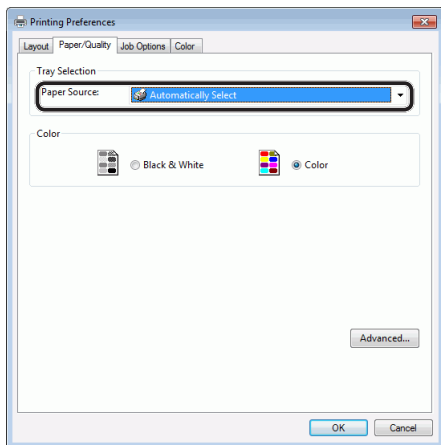 Printing Preferences
Layout Paper/Quality Job Options Color
Tray Selection
Paper Source: Automatically Select
Color
Black & White Color
Advanced...
OK Cancel